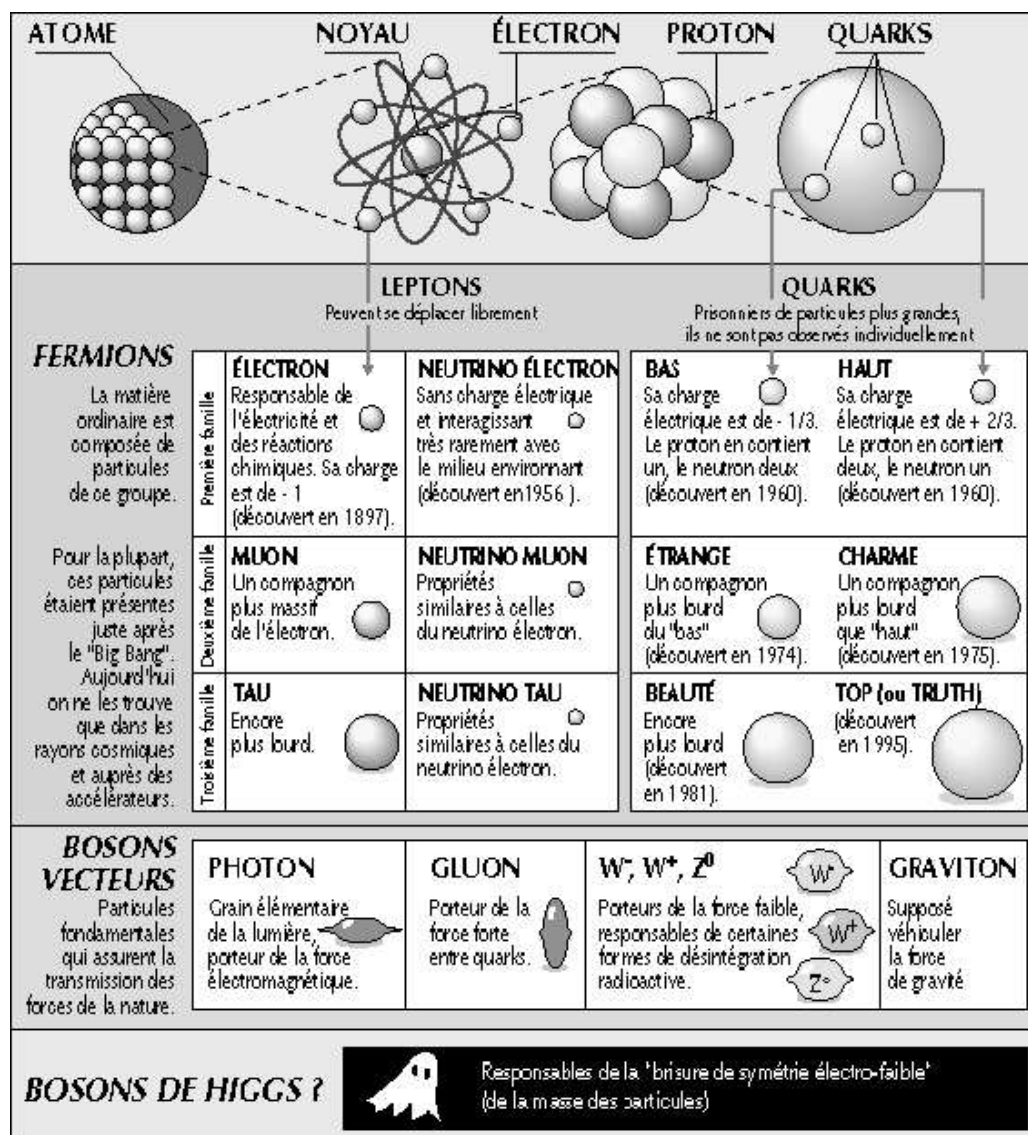 ATOME
NOYAU
ÉLECTRON
PROTON
QUARKS
LEPTONS
Peuvent se déplacer librement
QUARKS
Prisonniers de particules plus grandes,
ils ne sont pas observés individuellement
FERMIONS
La matière
ordinaire est
composée de
particules
de ce groupe.
Pour la plupart,
ces particules
étaient présentes
juste après
le "Big Bang".
Aujourd'hui
on ne les trouve
que dans les
rayons cosmiques
et auprès des
accélérateurs.
Première famille
ÉLECTRON
Responsable de
l'électricité et
des réactions
chimiques. Sa charge
est de - 1
(découvert en 1897).
NEUTRINO ÉLECTRON
Sans charge électrique
et interagissant
très rarement avec
le milieu environnant
(découvert en1956 ).
BAS
Sa charge
électrique est de - 1/3.
Le proton en contient
un, le neutron deux
(découvert en 1960).
HAUT
Sa charge
électrique est de + 2/3.
Le proton en contient
deux, le neutron un
(découvert en 1960).
Deuxième famille
MUON
Un compagnon
plus massif
de l'électron.
NEUTRINO MUON
Propriétés
similaires à celles
du neutrino électron.
ÉTRANGE
Un compagnon
plus lourd
du "bas"
(découvert en 1974).
CHARME
Un compagnon
plus lourd
que "haut"
(découvert en 1975).
Troisième famille
TAU
Encore
plus lourd.
NEUTRINO TAU
Propriétés
similaires à celles du
neutrino électron.
BEAUTÉ
Encore
plus lourd
(découvert
en 1981).
TOP (ou TRUTH)
(découvert
en 1995).
BOSONS
VECTEURS
Particules
fondamentales
qui assurent la
transmission des
forces de la nature.
PHOTON
Grain élémentaire
de la lumière,
porteur de la force
électromagnétique.
GLUON
Porteur de la
force forte
entre quarks.
W⁻, W⁺, Z⁰
Porteurs de la force faible,
responsables de certaines
formes de désintégration
radioactive.
W⁻
W⁺
Z⁰
GRAVITON
Supposé
véhiculer
la force
de gravité
BOSONS DE HIGGS ?
Responsables de la "brisure de symétrie électro-faible"
(de la masse des particules)